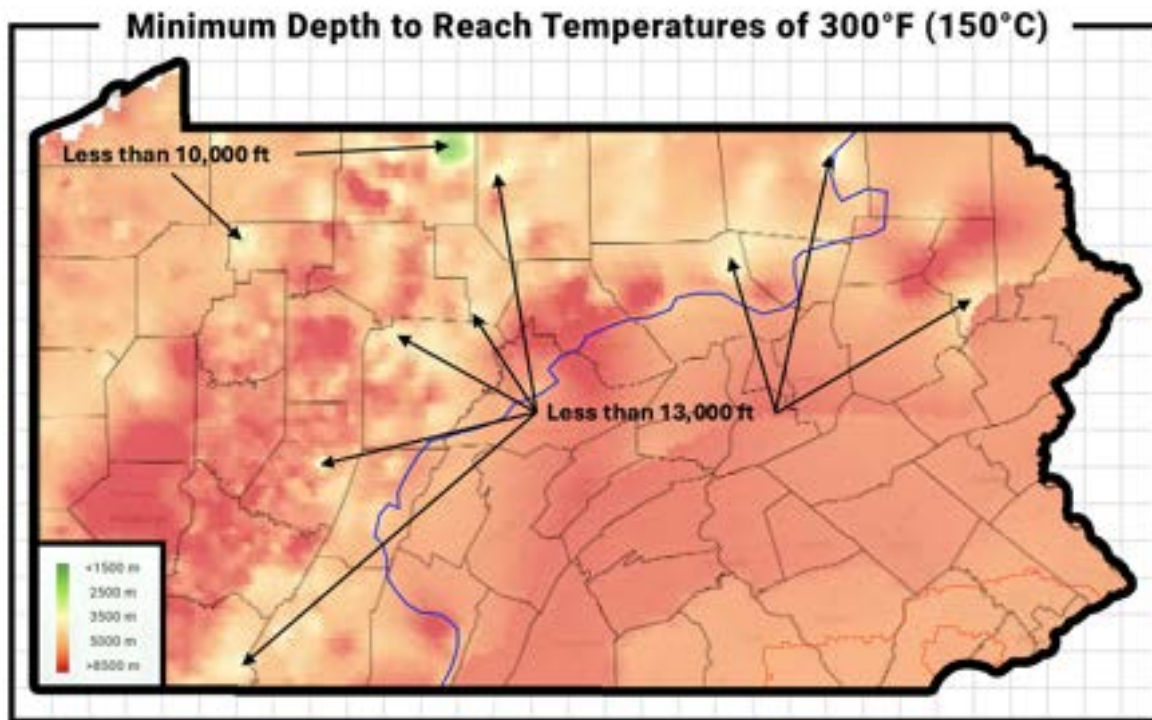 Minimum Depth to Reach Temperatures of 300°F (150°C)
Less than 10,000 ft
Less than 13,000 ft
<1500 m
2500 m
3500 m
5000 m
>6500 m